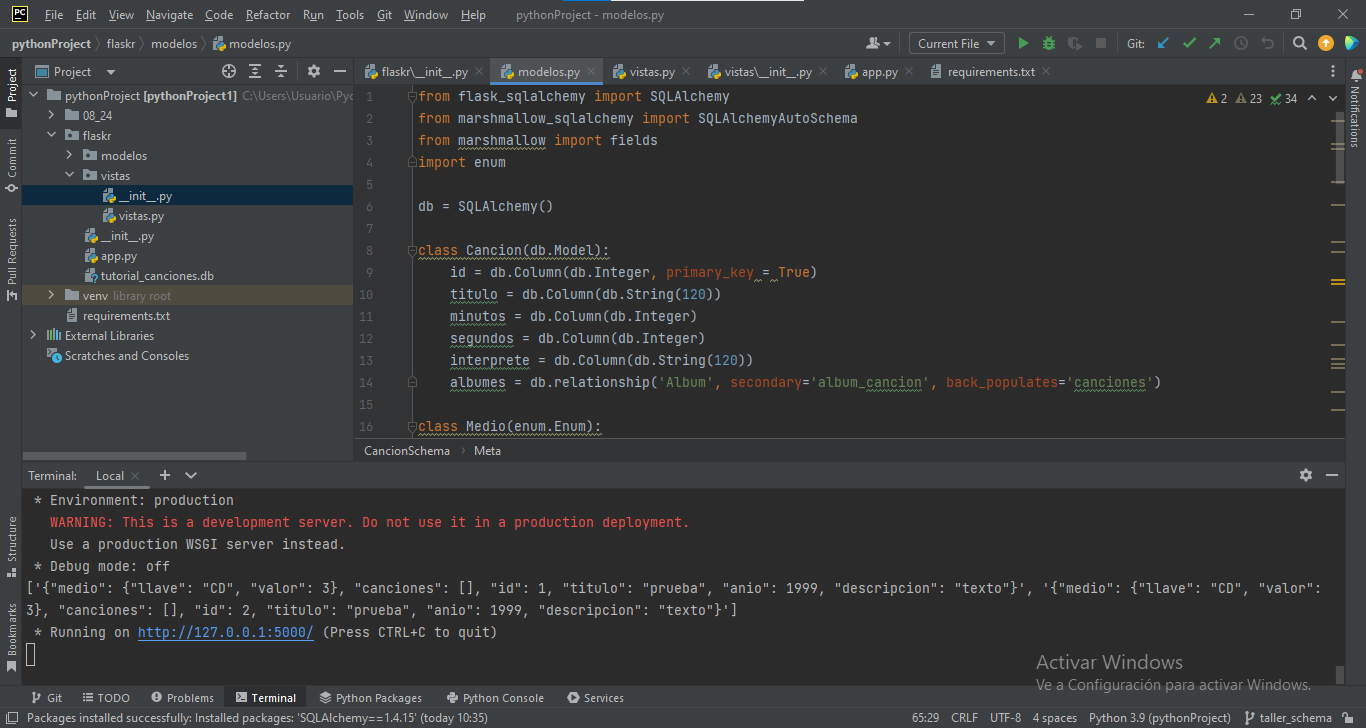 PC File Edit View Navigate Code Refactor Run Tools Git Window Help pythonProject - modelos.py
pythonProject flaskr modelos modelos.py Current File Git:
Project
Project
flaskr\__init__.py modelos.py vistas.py vistas\__init__.py app.py requirements.txt
pythonProject [pythonProject1] C:\Users\Usuario\Pyc
08_24
flaskr
modelos
vistas
__init__.py
vistas.py
__init__.py
app.py
tutorial_canciones.db
venv library root
requirements.txt
External Libraries
Scratches and Consoles
Commit
Pull Requests
Structure
Bookmarks
Notifications
2 23 34
1 from flask_sqlalchemy import SQLAlchemy
2 from marshmallow_sqlalchemy import SQLAlchemyAutoSchema
3 from marshmallow import fields
4 import enum
5
6 db = SQLAlchemy()
7
8 class Cancion(db.Model):
9 id = db.Column(db.Integer, primary_key = True)
10 titulo = db.Column(db.String(120))
11 minutos = db.Column(db.Integer)
12 segundos = db.Column(db.Integer)
13 interprete = db.Column(db.String(120))
14 albumes = db.relationship('Album', secondary='album_cancion', back_populates='canciones')
15
16 class Medio(enum.Enum):
CancionSchema Meta
Terminal: Local
* Environment: production
WARNING: This is a development server. Do not use it in a production deployment.
Use a production WSGI server instead.
* Debug mode: off
['{"medio": {"llave": "CD", "valor": 3}, "canciones": [], "id": 1, "titulo": "prueba", "anio": 1999, "descripcion": "texto"}', '{"medio": {"llave": "CD", "valor":
3}, "canciones": [], "id": 2, "titulo": "prueba", "anio": 1999, "descripcion": "texto"}']
* Running on http://127.0.0.1:5000/ (Press CTRL+C to quit)
Activar Windows
Ve a Configuración para activar Windows.
Git TODO Problems Terminal Python Packages Python Console Services
Packages installed successfully: Installed packages: 'SQLAlchemy==1.4.15' (today 10:35) 65:29 CRLF UTF-8 4 spaces Python 3.9 (pythonProject) taller_schema